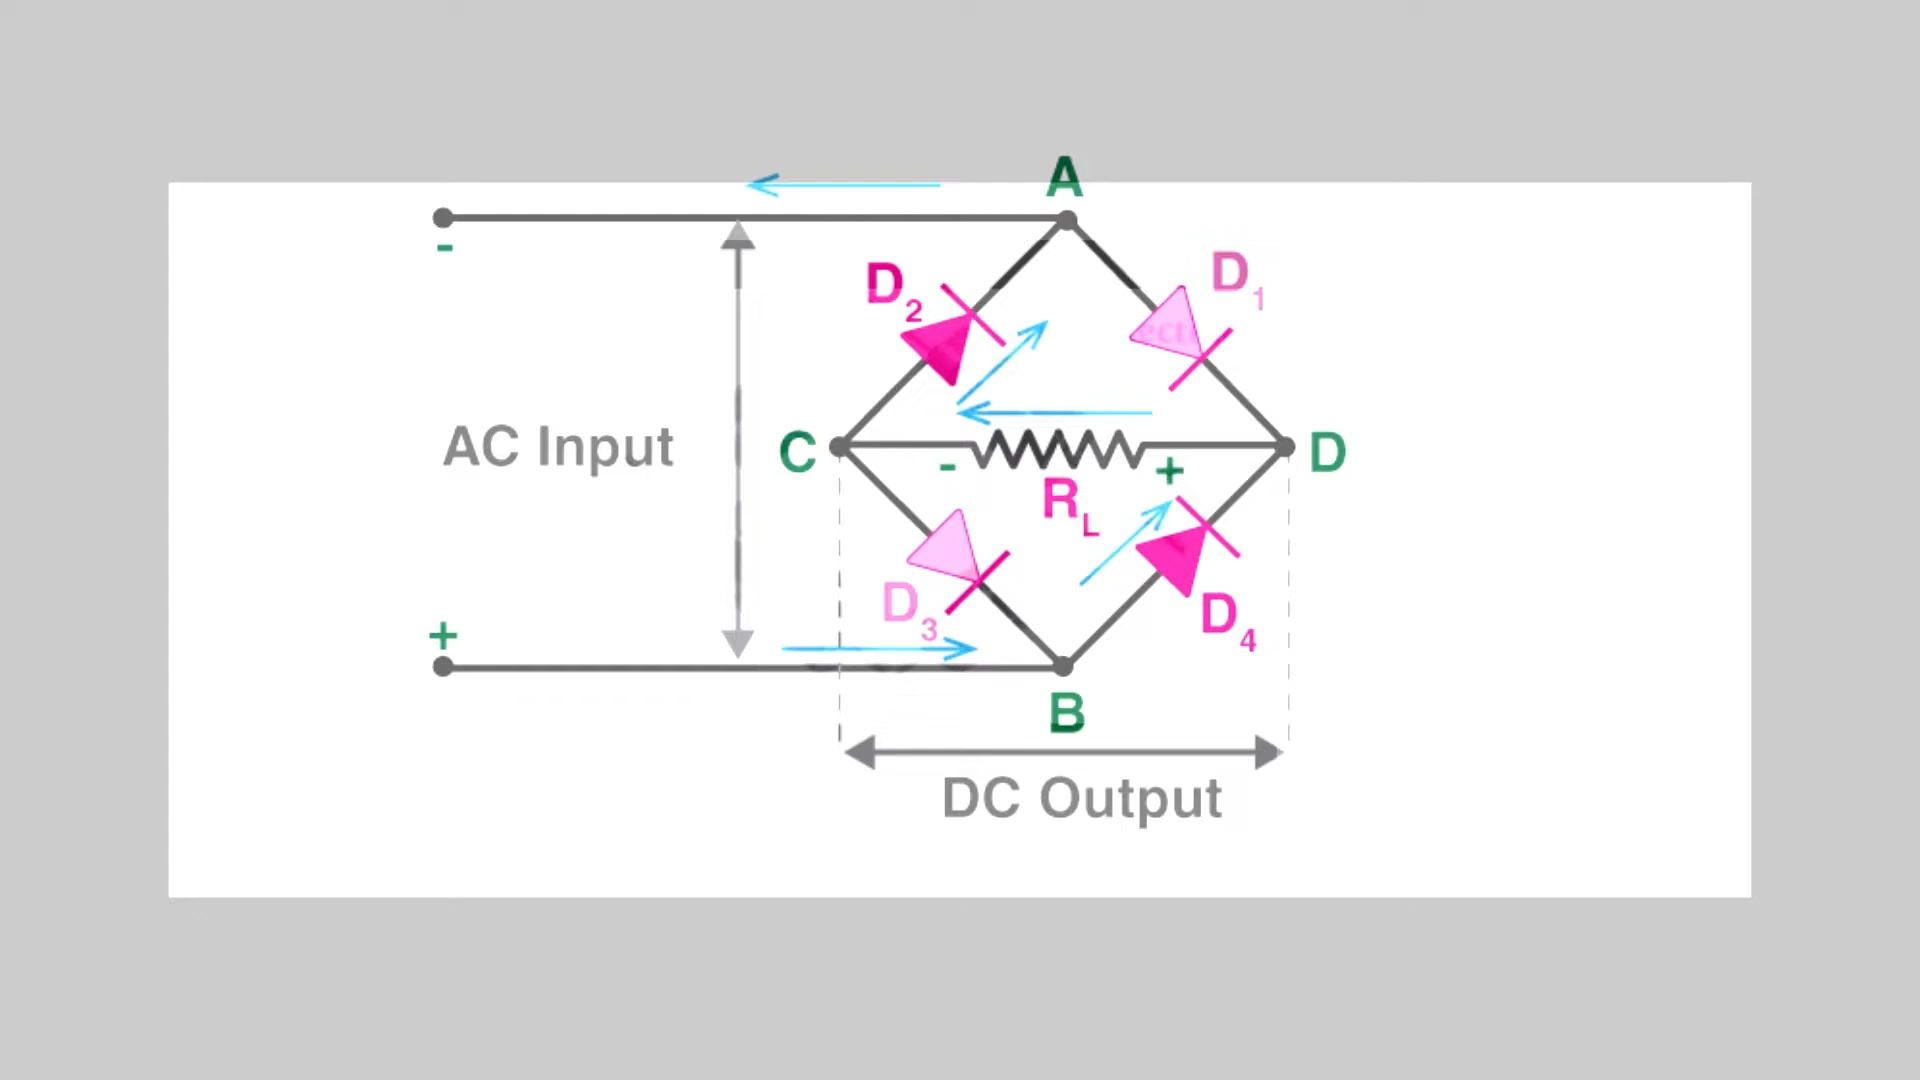 A
-
D1
D2
AC Input
C
D
-
+
RL
D3
D4
+
B
DC Output